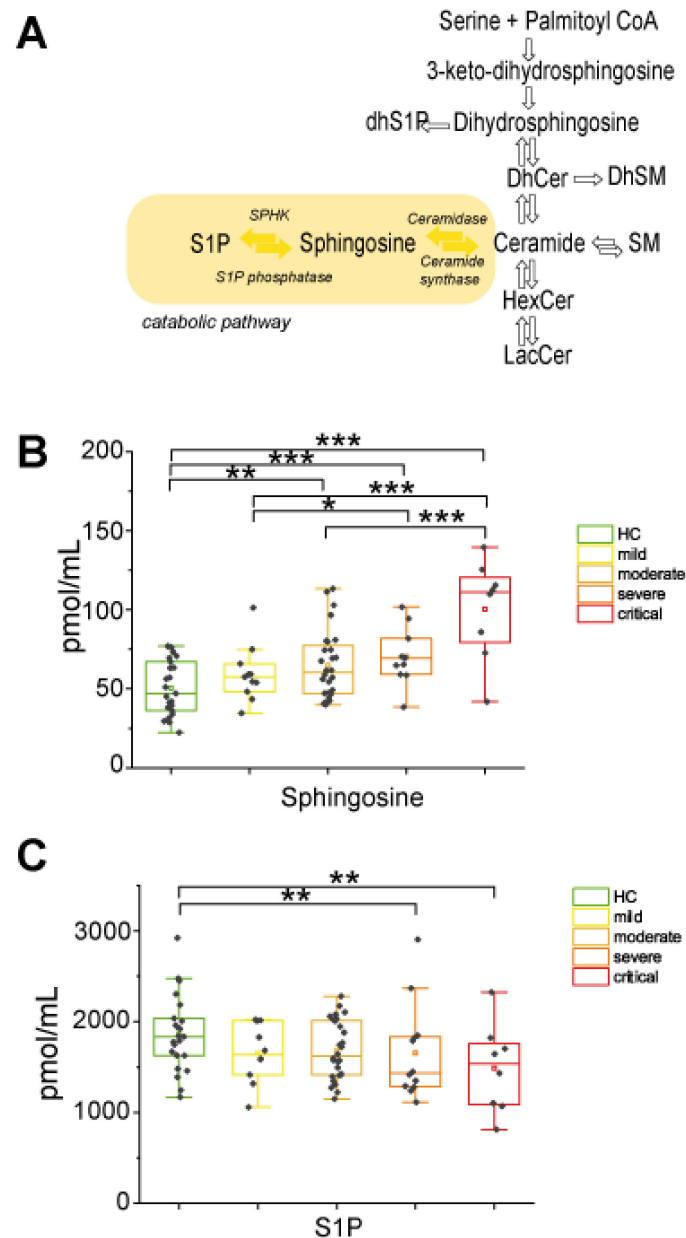 A
Serine + Palmitoyl CoA
3-keto-dihydrosphingosine
dhS1P Dihydrosphingosine
DhCer DhSM
SPHK Ceramidase
S1P Sphingosine Ceramide SM
S1P phosphatase Ceramide
synthase
HexCer
catabolic pathway
LacCer
B
200
150
100
50
0
pmol/mL
***
***
**
***
*
***
Sphingosine
HC
mild
moderate
severe
critical
C
3000
2000
1000
0
pmol/mL
**
**
S1P
HC
mild
moderate
severe
critical